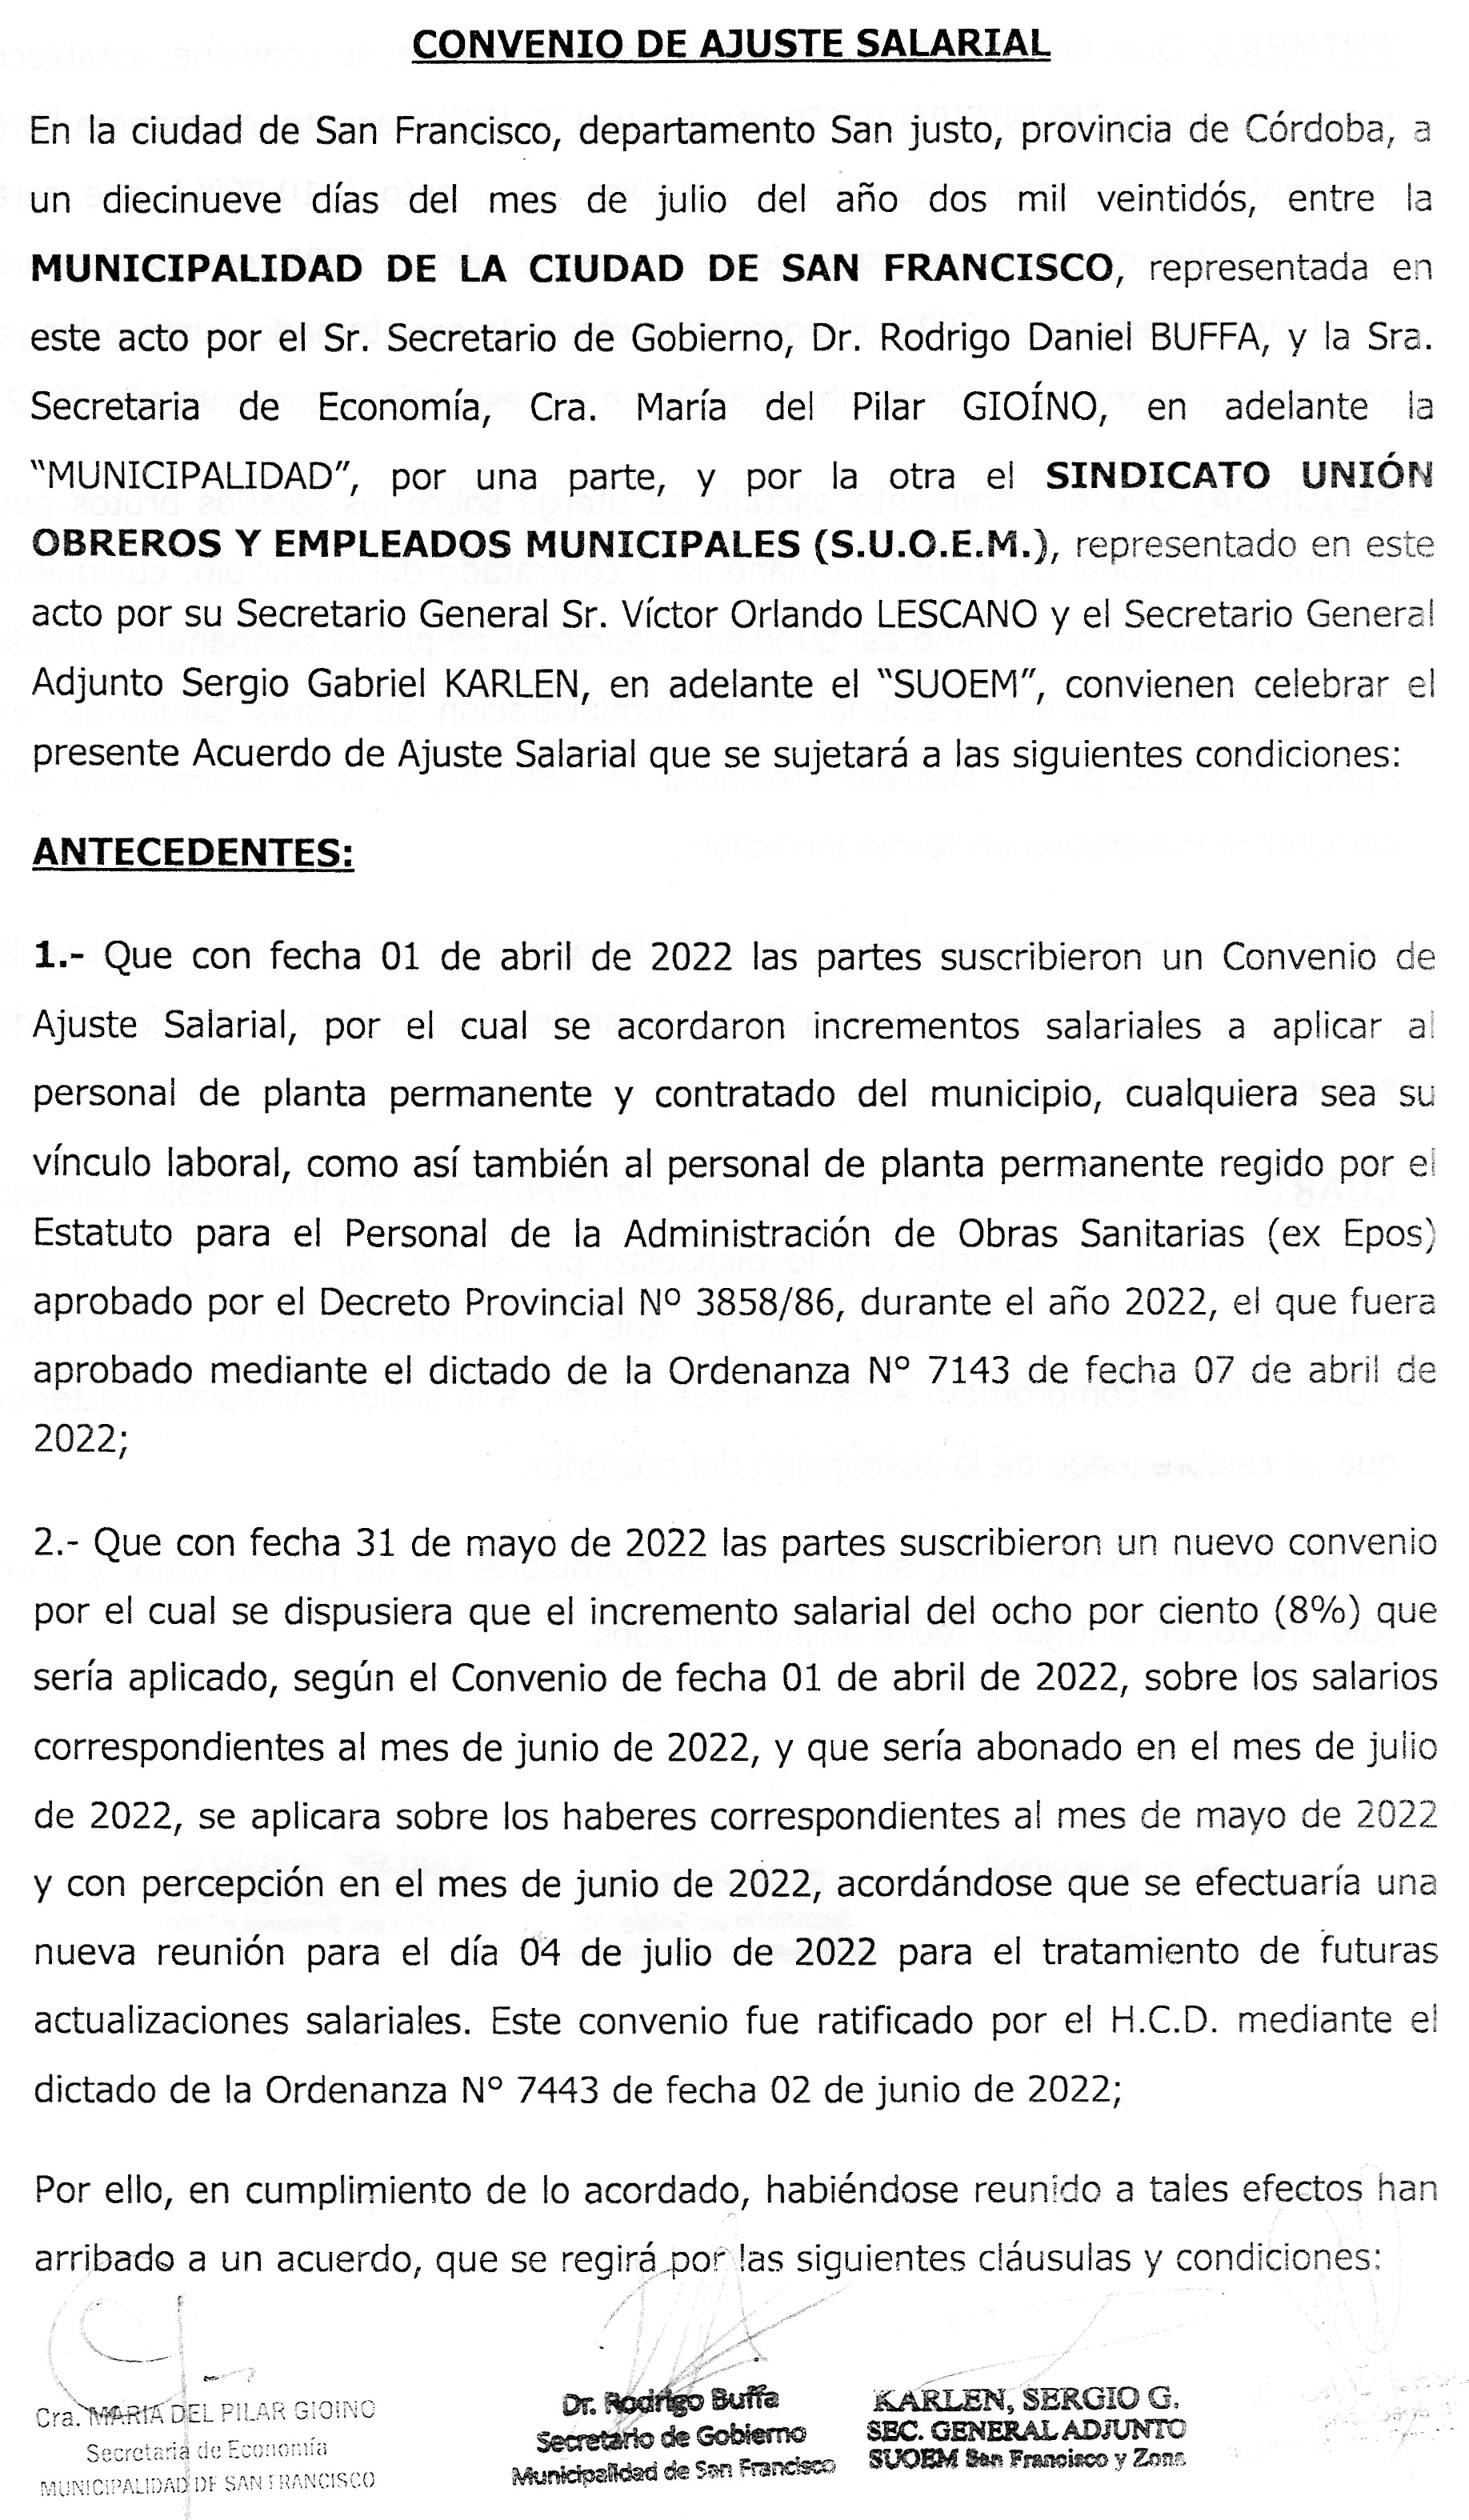 CONVENIO DE AJUSTE SALARIAL
En la ciudad de San Francisco, departamento San justo, provincia de Córdoba, a
un diecinueve días del mes de julio del año dos mil veintidós, entre la
MUNICIPALIDAD DE LA CIUDAD DE SAN FRANCISCO, representada en
este acto por el Sr. Secretario de Gobierno, Dr. Rodrigo Daniel BUFFA, y la Sra.
Secretaria de Economía, Cra. María del Pilar GIOÍNO, en adelante la
"MUNICIPALIDAD", por una parte, y por la otra el SINDICATO UNIÓN
OBREROS Y EMPLEADOS MUNICIPALES (S.U.O.E.M.), representado en este
acto por su Secretario General Sr. Víctor Orlando LESCANO y el Secretario General
Adjunto Sergio Gabriel KARLEN, en adelante el "SUOEM", convienen celebrar el
presente Acuerdo de Ajuste Salarial que se sujetará a las siguientes condiciones:
ANTECEDENTES:
1.- Que con fecha 01 de abril de 2022 las partes suscribieron un Convenio de
Ajuste Salarial, por el cual se acordaron incrementos salariales a aplicar al
personal de planta permanente y contratado del municipio, cualquiera sea su
vínculo laboral, como así también al personal de planta permanente regido por el
Estatuto para el Personal de la Administración de Obras Sanitarias (ex Epos)
aprobado por el Decreto Provincial Nº 3858/86, durante el año 2022, el que fuera
aprobado mediante el dictado de la Ordenanza Nº 7143 de fecha 07 de abril de
2022;
2.- Que con fecha 31 de mayo de 2022 las partes suscribieron un nuevo convenio
por el cual se dispusiera que el incremento salarial del ocho por ciento (8%) que
sería aplicado, según el Convenio de fecha 01 de abril de 2022, sobre los salarios
correspondientes al mes de junio de 2022, y que sería abonado en el mes de julio
de 2022, se aplicara sobre los haberes correspondientes al mes de mayo de 2022
y con percepción en el mes de junio de 2022, acordándose que se efectuaría una
nueva reunión para el día 04 de julio de 2022 para el tratamiento de futuras
actualizaciones salariales. Este convenio fue ratificado por el H.C.D. mediante el
dictado de la Ordenanza Nº 7443 de fecha 02 de junio de 2022;
Por ello, en cumplimiento de lo acordado, habiéndose reunido a tales efectos han
arribado a un acuerdo, que se regirá por las siguientes cláusulas y condiciones:
Cra. MARIA DEL PILAR GIOINO
Secretaria de Economía
MUNICIPALIDAD DE SAN FRANCISCO
Dr. Rodrigo Buffa
Secretario de Gobierno
Municipalidad de San Francisco
KARLEN, SERGIO G.
SEC. GENERAL ADJUNTO
SUOEM San Francisco y Zona